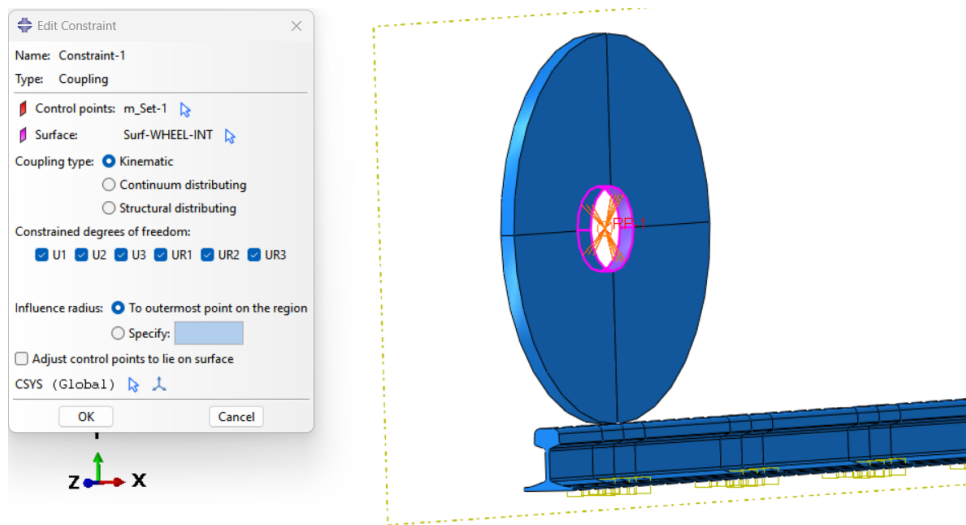 Edit Constraint
Name: Constraint-1
Type: Coupling
Control points: m_Set-1
Surface: Surf-WHEEL-INT
Coupling type: Kinematic
Continuum distributing
Structural distributing
Constrained degrees of freedom:
U1 U2 U3 UR1 UR2 UR3
Influence radius: To outermost point on the region
Specify:
Adjust control points to lie on surface
CSYS (Global)
OK Cancel
Z X